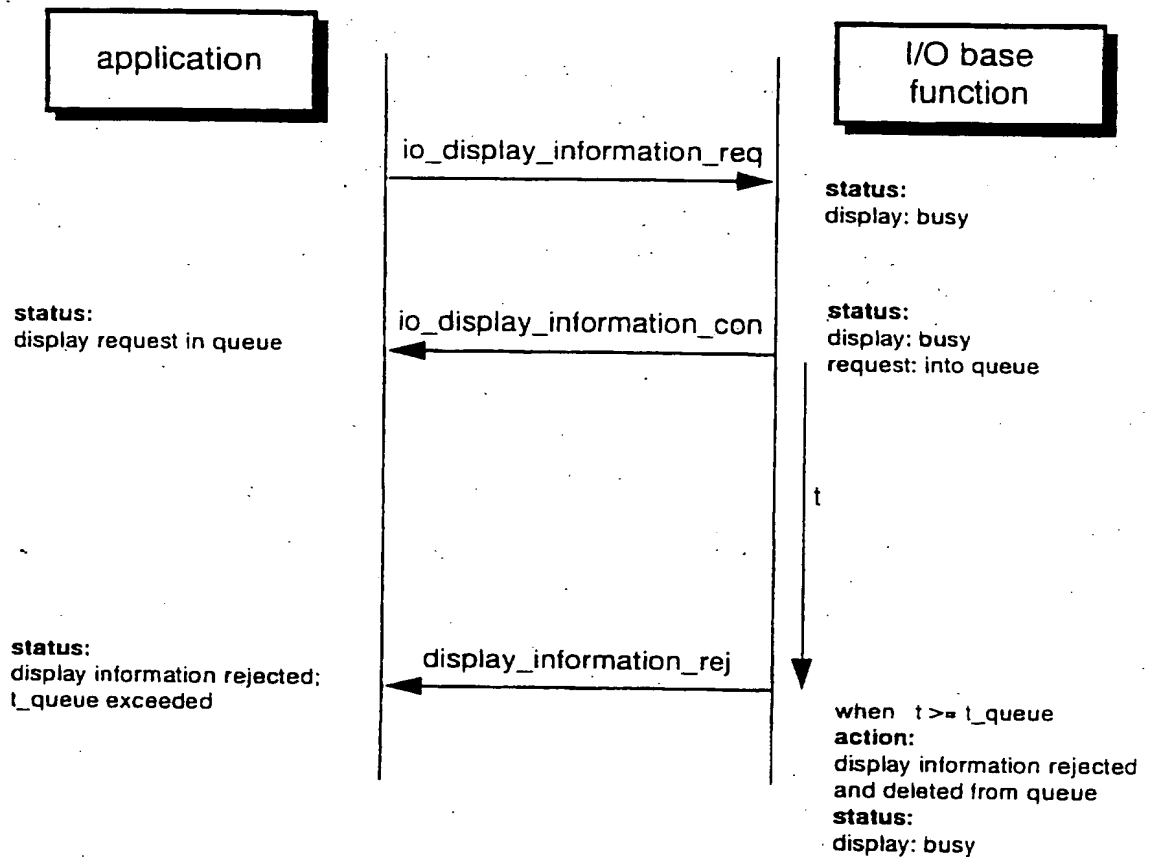 application
I/O base
function
io_display_information_req
status:
display: busy
status:
display request in queue
io_display_information_con
status:
display: busy
request: into queue
t
status:
display information rejected;
t_queue exceeded
display_information_rej
when t >= t_queue
action:
display information rejected
and deleted from queue
status:
display: busy